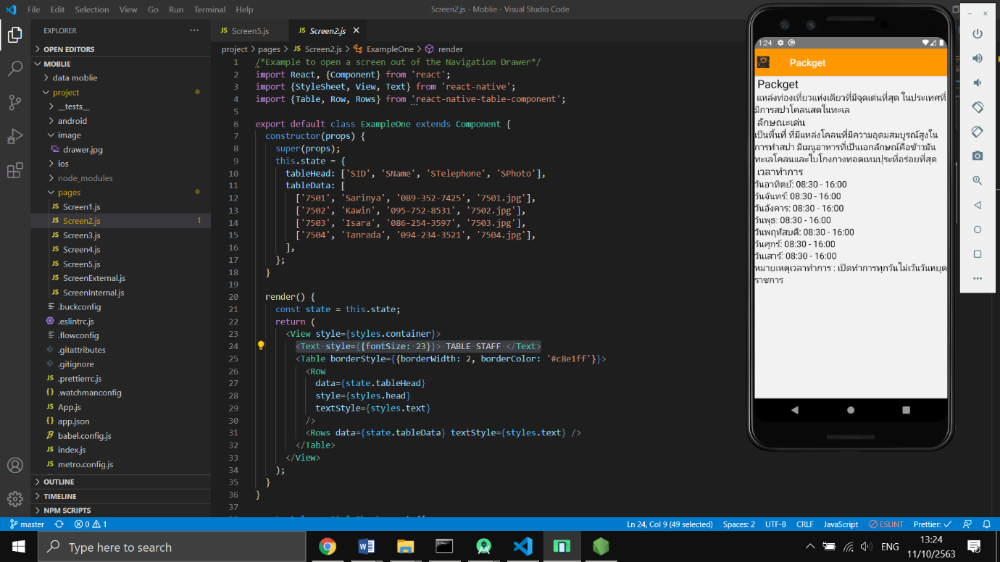 File Edit Selection View Go Run Terminal Help
Screen2.js - Moblie - Visual Studio Code
EXPLORER
OPEN EDITORS
MOBLIE
data moblie
project
__tests__
android
image
drawer.jpg
ios
node_modules
pages
Screen1.js
Screen2.js 1
Screen3.js
Screen4.js
Screen5.js
ScreenExternal.js
ScreenInternal.js
.buckconfig
.eslintrc.js
.flowconfig
.gitattributes
.gitignore
.prettierrc.js
.watchmanconfig
App.js
app.json
babel.config.js
index.js
metro.config.js
OUTLINE
TIMELINE
NPM SCRIPTS
JS Screen5.js JS Screen2.js
project > pages > JS Screen2.js > ExampleOne > render
1 /*Example to open a screen out of the Navigation Drawer*/
2 import React, {Component} from 'react';
3 import {StyleSheet, View, Text} from 'react-native';
4 import {Table, Row, Rows} from 'react-native-table-component';
5
6 export default class ExampleOne extends Component {
7 constructor(props) {
8 super(props);
9 this.state = {
10 tableHead: ['SID', 'SName', 'STelephone', 'SPhoto'],
11 tableData: [
12 ['7501', 'Sarinya', '089-352-7425', '7501.jpg'],
13 ['7502', 'Kawin', '095-752-8531', '7502.jpg'],
14 ['7503', 'Isara', '086-254-3597', '7503.jpg'],
15 ['7504', 'Tanrada', '094-234-3521', '7504.jpg'],
16 ],
17 };
18 }
19
20 render() {
21 const state = this.state;
22 return (
23 <View style={styles.container}>
24 <Text style={{fontSize: 23}}> TABLE STAFF </Text>
25 <Table borderStyle={{borderWidth: 2, borderColor: '#c8e1ff'}}>
26 <Row
27 data={state.tableHead}
28 style={styles.head}
29 textStyle={styles.text}
30 />
31 <Rows data={state.tableData} textStyle={styles.text} />
32 </Table>
33 </View>
34 );
35 }
36 }
37
1:24
Packget
Packget
แหล่งท่องเที่ยวแห่งเดียวที่มีจุดเด่นที่สุด ในประเทศที่
มีการสปาโคลนสดในทะเล
ลักษณะเด่น
เป็นพื้นที่ ที่มีแหล่งโคลนที่มีความอุดมสมบูรณ์สูงใน
การทำสปา มีเมนูอาหารที่เป็นเอกลักษณ์คือข้าวมัน
ทะเลโคลนและใบโกงกางทอดเทมปุระที่อร่อยที่สุด
เวลาทำการ
วันอาทิตย์: 08:30 - 16:00
วันจันทร์: 08:30 - 16:00
วันอังคาร: 08:30 - 16:00
วันพุธ: 08:30 - 16:00
วันพฤหัสบดี: 08:30 - 16:00
วันศุกร์: 08:30 - 16:00
วันเสาร์: 08:30 - 16:00
หมายเหตุเวลาทำการ : เปิดทำการทุกวันไม่เว้นวันหยุด
ราชการ
master 0 1
Ln 24, Col 9 (49 selected) Spaces: 2 UTF-8 CRLF JavaScript ESLINT Prettier:
Type here to search
ENG
13:24
11/10/2563